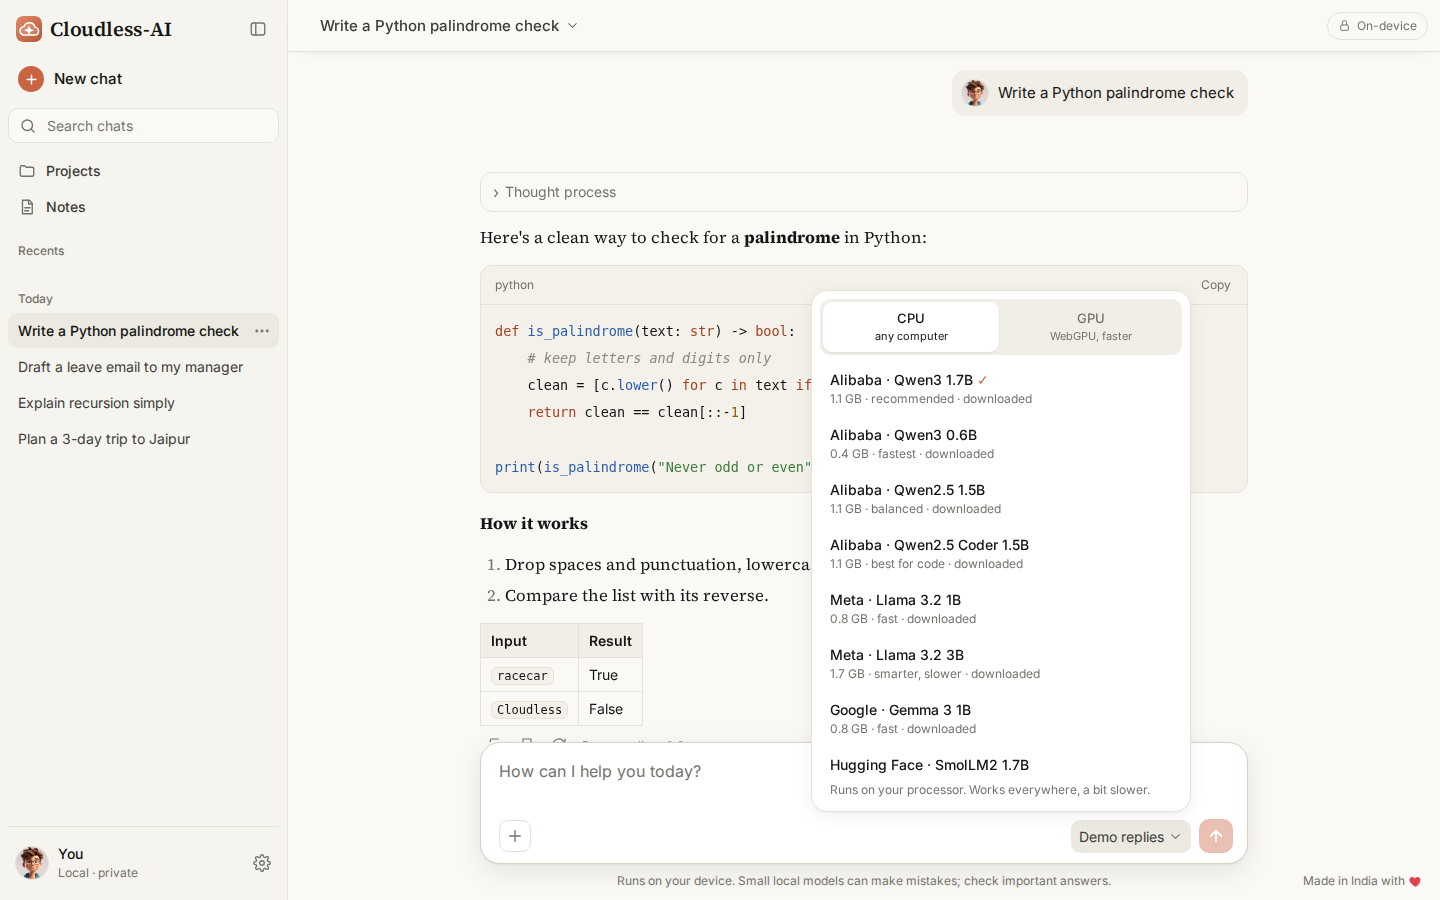 Cloudless-AI
New chat
Search chats
Projects
Notes
Recents
Today
Write a Python palindrome check
Draft a leave email to my manager
Explain recursion simply
Plan a 3-day trip to Jaipur
You
Local · private
Write a Python palindrome check
On-device
Write a Python palindrome check
› Thought process
Here's a clean way to check for a palindrome in Python:
python
Copy
def is_palindrome(text: str) -> bool:
# keep letters and digits only
clean = [c.lower() for c in text if
return clean == clean[::-1]
print(is_palindrome("Never odd or even"
How it works
1. Drop spaces and punctuation, lowerca
2. Compare the list with its reverse.
Input Result
racecar True
Cloudless False
CPU
any computer
GPU
WebGPU, faster
Alibaba · Qwen3 1.7B ✓
1.1 GB · recommended · downloaded
Alibaba · Qwen3 0.6B
0.4 GB · fastest · downloaded
Alibaba · Qwen2.5 1.5B
1.1 GB · balanced · downloaded
Alibaba · Qwen2.5 Coder 1.5B
1.1 GB · best for code · downloaded
Meta · Llama 3.2 1B
0.8 GB · fast · downloaded
Meta · Llama 3.2 3B
1.7 GB · smarter, slower · downloaded
Google · Gemma 3 1B
0.8 GB · fast · downloaded
Hugging Face · SmolLM2 1.7B
Runs on your processor. Works everywhere, a bit slower.
How can I help you today?
Demo replies
Runs on your device. Small local models can make mistakes; check important answers.
Made in India with